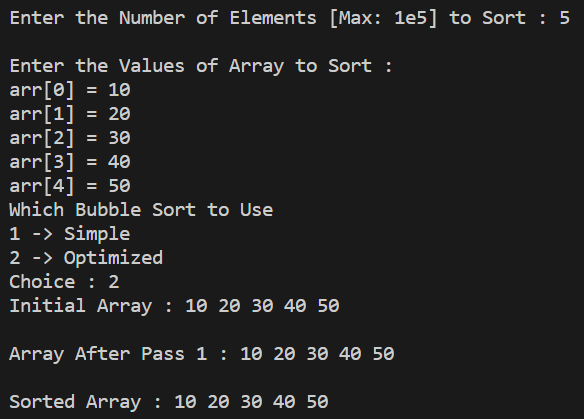 Enter the Number of Elements [Max: 1e5] to Sort : 5
Enter the Values of Array to Sort :
arr[0] = 10
arr[1] = 20
arr[2] = 30
arr[3] = 40
arr[4] = 50
Which Bubble Sort to Use
1 -> Simple
2 -> Optimized
Choice : 2
Initial Array : 10 20 30 40 50
Array After Pass 1 : 10 20 30 40 50
Sorted Array : 10 20 30 40 50